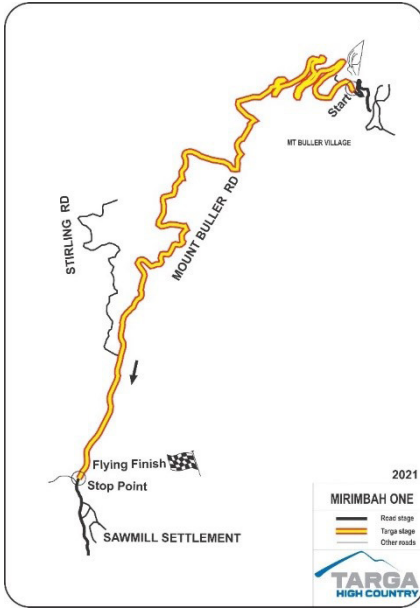 Start
MT BULLER VILLAGE
STIRLING RD
MOUNT BULLER RD
Flying Finish
Stop Point
SAWMILL SETTLEMENT
2021
MIRIMBAH ONE
Road stage
Targa stage
Other roads
TARGA
HIGH COUNTRY